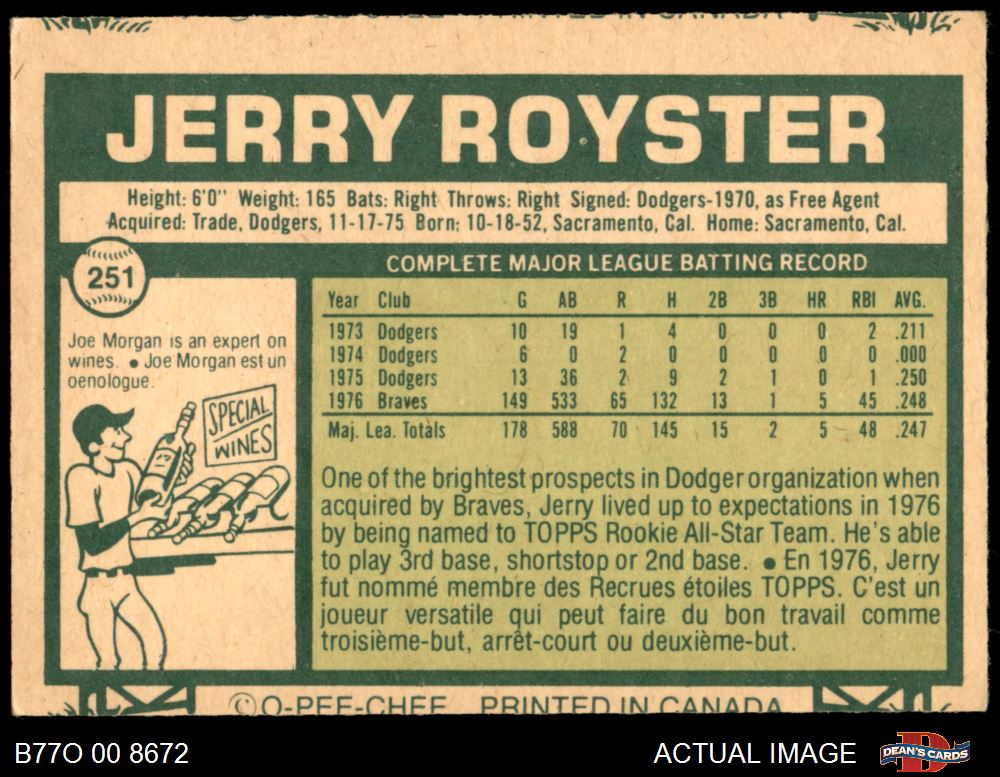 ©O-PEE-CHEE PRINTED IN CANADA
JERRY ROYSTER
Height: 6'0" Weight: 165 Bats: Right Throws: Right Signed: Dodgers-1970, as Free Agent
Acquired: Trade, Dodgers, 11-17-75 Born: 10-18-52, Sacramento, Cal. Home: Sacramento, Cal.
251
Joe Morgan is an expert on
wines. ● Joe Morgan est un
oenologue.
SPECIAL
WINES
COMPLETE MAJOR LEAGUE BATTING RECORD
Year Club G AB R H 2B 3B HR RBI AVG.
1973 Dodgers 10 19 1 4 0 0 0 2 .211
1974 Dodgers 6 0 2 0 0 0 0 0 .000
1975 Dodgers 13 36 2 9 2 1 0 1 .250
1976 Braves 149 533 65 132 13 1 5 45 .248
Maj. Lea. Totals 178 588 70 145 15 2 5 48 .247
One of the brightest prospects in Dodger organization when
acquired by Braves, Jerry lived up to expectations in 1976
by being named to TOPPS Rookie All-Star Team. He's able
to play 3rd base, shortstop or 2nd base. ● En 1976, Jerry
fut nommé membre des Recrues étoiles TOPPS. C'est un
joueur versatile qui peut faire du bon travail comme
troisième-but, arrêt-court ou deuxième-but.
©O-PEE-CHEE PRINTED IN CANADA
B77O 00 8672
ACTUAL IMAGE
D
DEAN'S CARDS